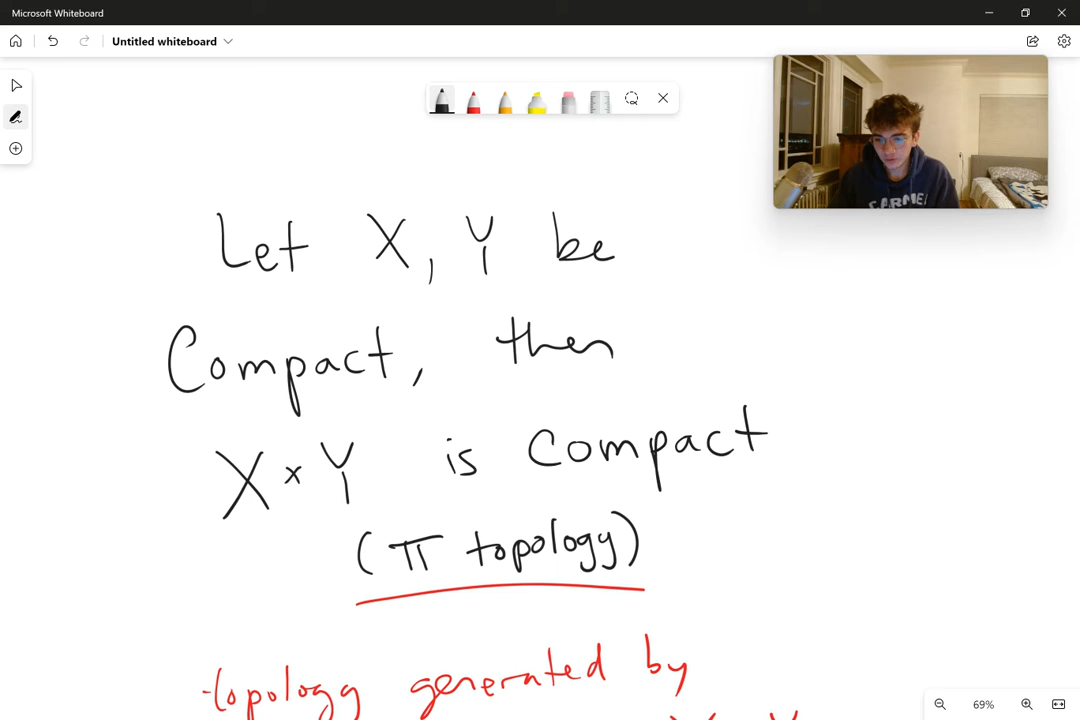 Microsoft Whiteboard
Untitled whiteboard
Let X, Y be
Compact, then
X × Y is compact
(π topology)
topology generated by
X Y
69%